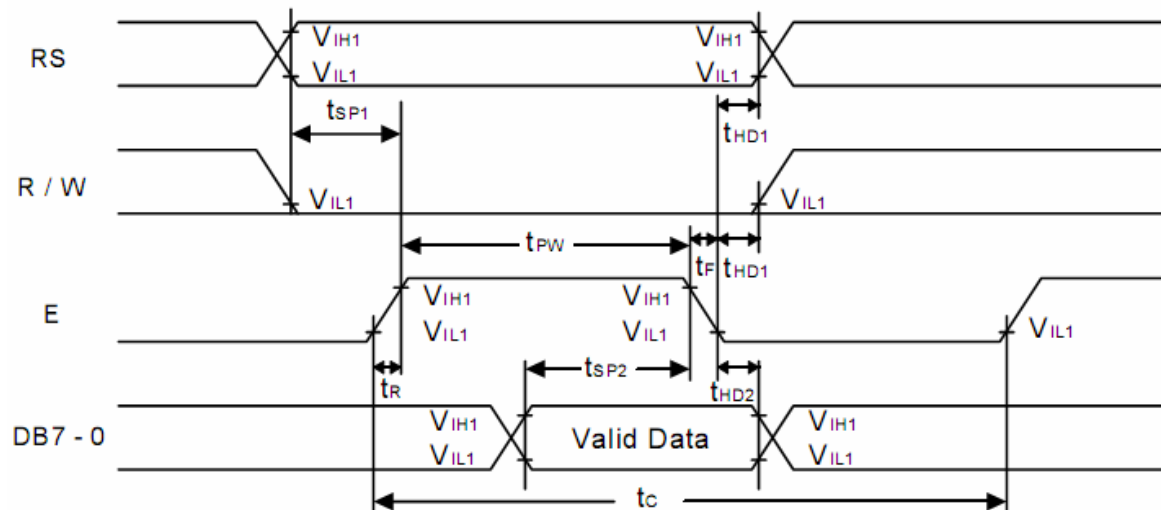 RS
VIH1 VIH1
VIL1 VIL1
tSP1 tHD1
R / W
VIL1 VIL1
tPW tF tHD1
E
VIH1 VIH1
VIL1 VIL1 VIL1
tR tSP2 tHD2
DB7 - 0
VIH1 Valid Data VIH1
VIL1 VIL1
tC